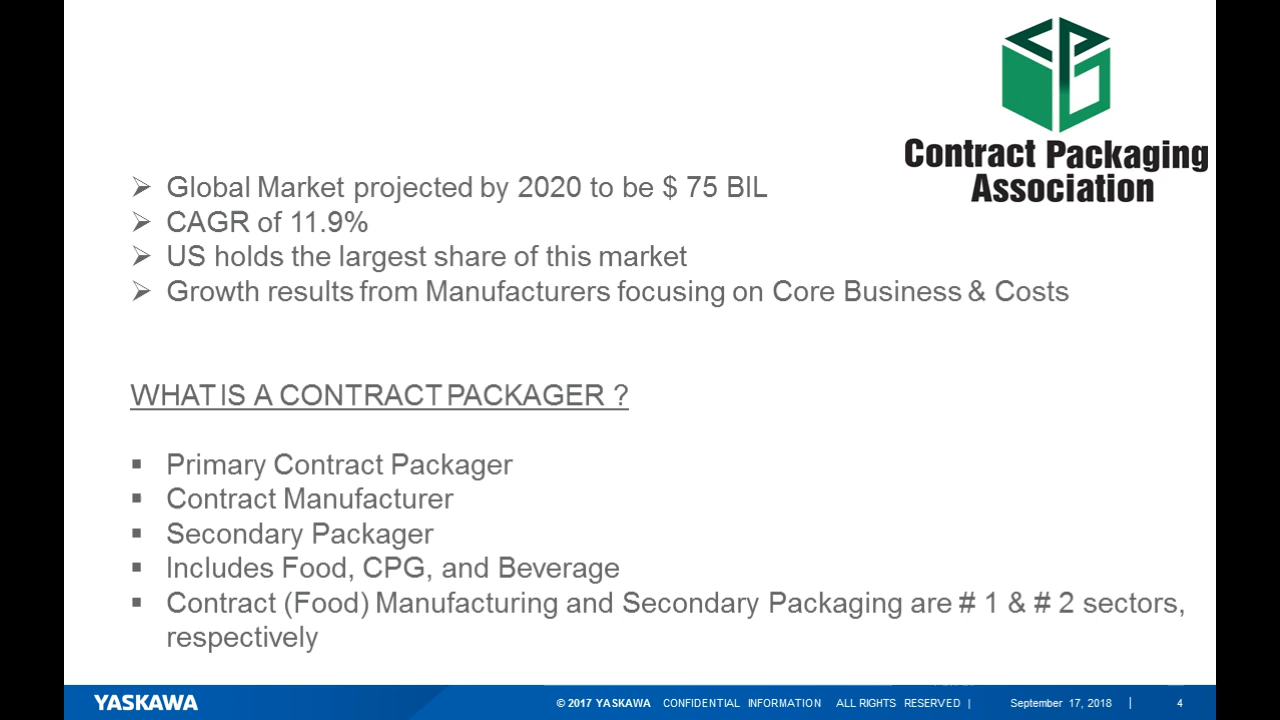 Contract Packaging
Association
➢ Global Market projected by 2020 to be $ 75 BIL
➢ CAGR of 11.9%
➢ US holds the largest share of this market
➢ Growth results from Manufacturers focusing on Core Business & Costs
WHAT IS A CONTRACT PACKAGER ?
▪ Primary Contract Packager
▪ Contract Manufacturer
▪ Secondary Packager
▪ Includes Food, CPG, and Beverage
▪ Contract (Food) Manufacturing and Secondary Packaging are # 1 & # 2 sectors,
respectively
YASKAWA © 2017 YASKAWA CONFIDENTIAL INFORMATION ALL RIGHTS RESERVED | September 17, 2018 | 4